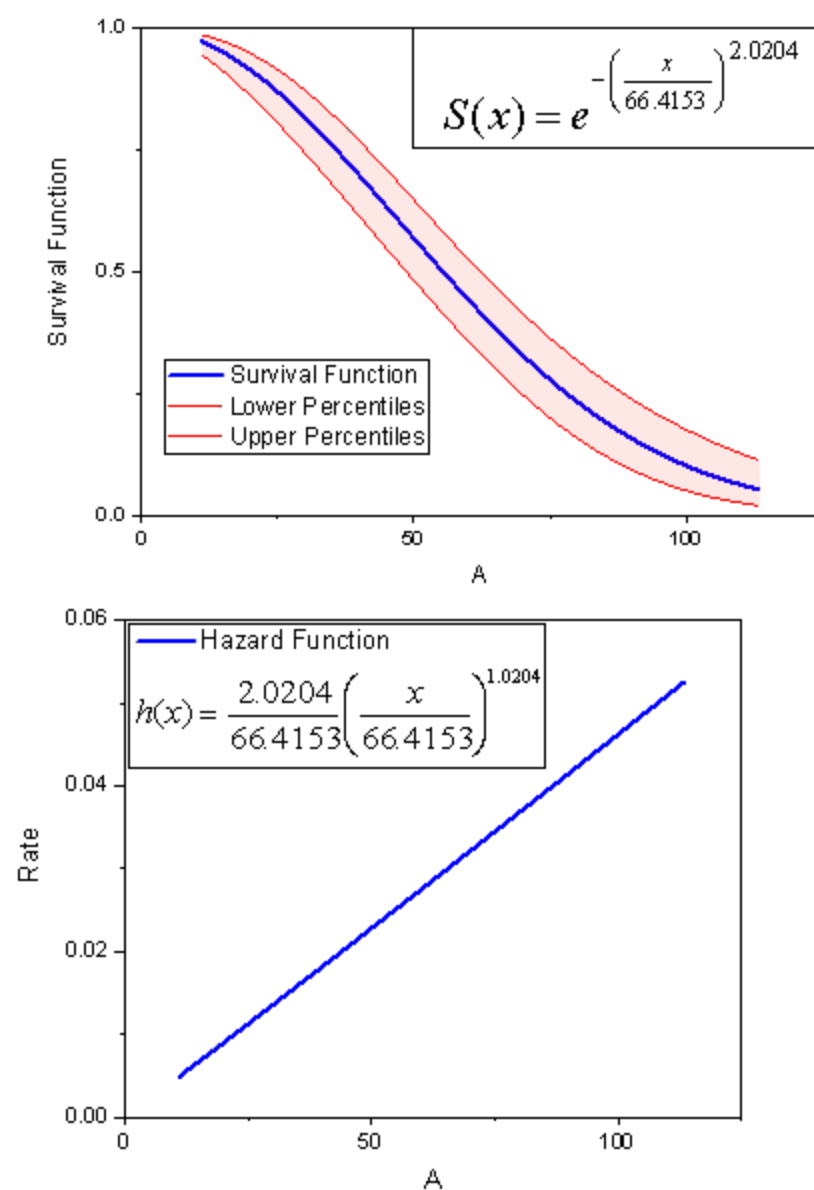 1.0
S(x) = e^{-(x/66.4153)^{2.0204}}
Survival Function
0.5
Survival Function
Lower Percentiles
Upper Percentiles
0.0
0 50 100
A
0.06
Hazard Function
h(x) = 2.0204/66.4153 (x/66.4153)^{1.0204}
0.04
Rate
0.02
0.00
0 50 100
A